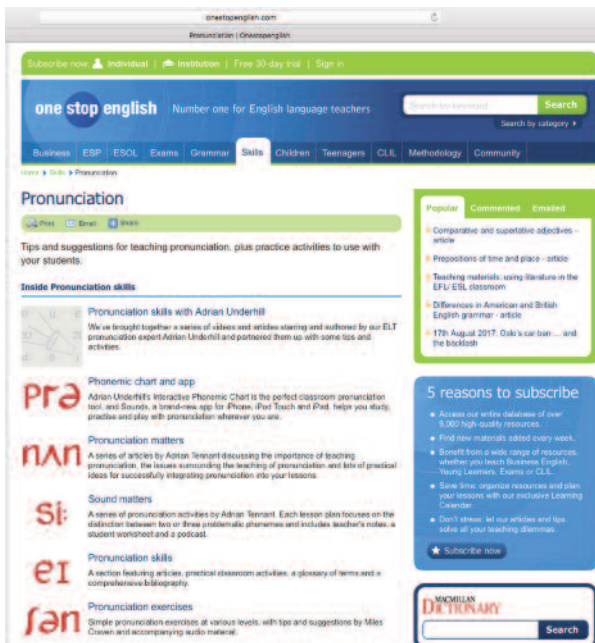 onestopenglish.com
Pronunciation | Onestopenglish
Subscribe now Individual | Institution | Free 30-day trial | Sign in
one stop english Number one for English language teachers
Search by keyword Search
Search by category
Business ESP ESOL Exams Grammar Skills Children Teenagers CLIL Methodology Community
Home Skills Pronunciation
Pronunciation
Print Email Share
Tips and suggestions for teaching pronunciation, plus practice activities to use with
your students.
Inside Pronunciation skills
Pronunciation skills with Adrian Underhill
We've brought together a series of videos and articles starring and authored by our ELT
pronunciation expert Adrian Underhill and partnered them up with some tips and
activities.
prə
Phonemic chart and app
Adrian Underhill's Interactive Phonemic Chart is the perfect classroom pronunciation
tool, and Sounds, a brand-new app for iPhone, iPod Touch and iPad, helps you study,
practise and play with pronunciation wherever you are.
nʌn
Pronunciation matters
A series of articles by Adrian Tennant discussing the importance of teaching
pronunciation, the issues surrounding the teaching of pronunciation and lots of practical
ideas for successfully integrating pronunciation into your lessons.
si:
Sound matters
A series of pronunciation activities by Adrian Tennant. Each lesson plan focuses on the
distinction between two or three problematic phonemes and includes teacher's notes, a
student worksheet and a podcast.
eɪ
Pronunciation skills
A section featuring articles, practical classroom activities, a glossary of terms and a
comprehensive bibliography.
ʃən
Pronunciation exercises
Simple pronunciation exercises at various levels, with tips and suggestions by Miles
Craven and accompanying audio material.
Popular Commented Emailed
Comparative and superlative adjectives -
article
Prepositions of time and place - article
Teaching materials: using literature in the
EFL/ ESL classroom
Differences in American and British
English grammar - article
17th August 2017: Oslo's car ban ... and
the backlash
5 reasons to subscribe
Access our entire database of over
9,000 high-quality resources.
Find new materials added every week.
Benefit from a wide range of resources,
whether you teach Business English,
Young Learners, Exams or CLIL.
Save time: organize resources and plan
your lessons with our exclusive Learning
Calendar.
Don't stress: let our articles and tips
solve all your teaching dilemmas.
Subscribe now
MACMILLAN
DICTIONARY
Search